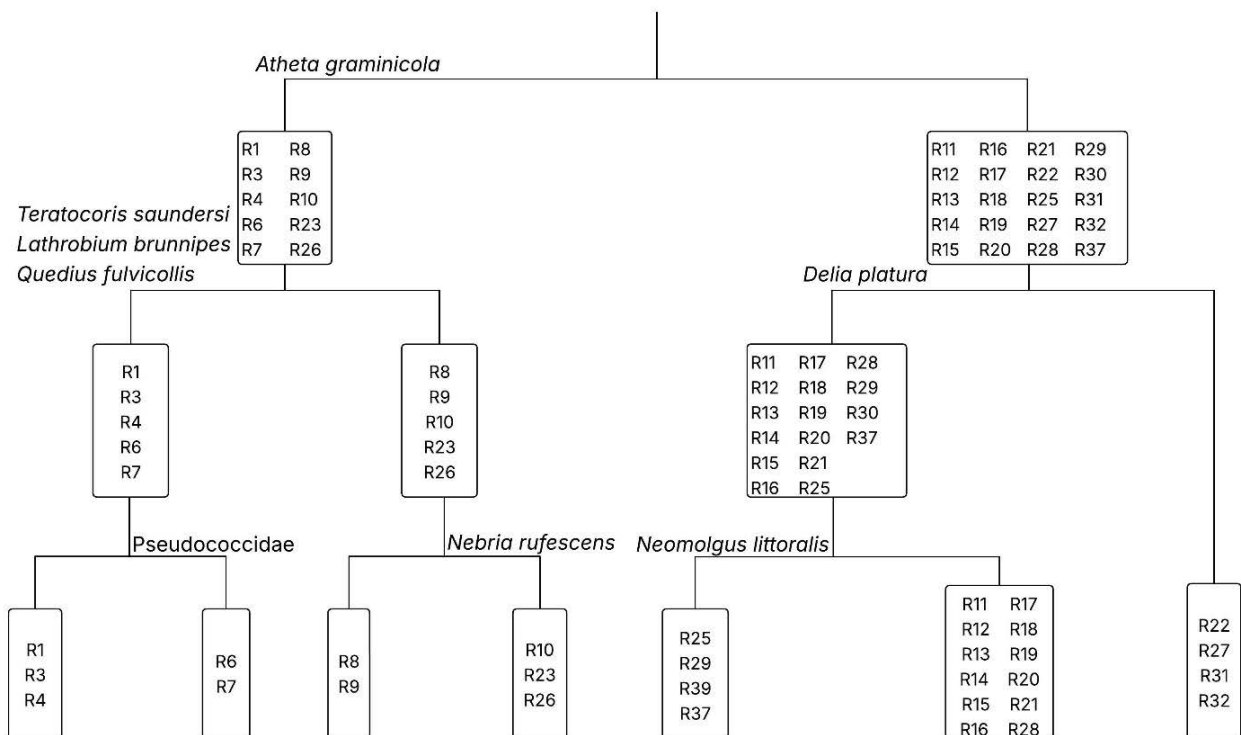 Atheta graminicola
R1 R8
R3 R9
R4 R10
R6 R23
R7 R26
R11 R16 R21 R29
R12 R17 R22 R30
R13 R18 R25 R31
R14 R19 R27 R32
R15 R20 R28 R37
Teratocoris saundersi
Lathrobium brunnipes
Quedius fulvicollis
Delia platura
R1
R3
R4
R6
R7
R8
R9
R10
R23
R26
R11 R17 R28
R12 R18 R29
R13 R19 R30
R14 R20 R37
R15 R21
R16 R25
Pseudococcidae
Nebria rufescens
Neomolgus littoralis
R1
R3
R4
R6
R7
R8
R9
R10
R23
R26
R25
R29
R39
R37
R11 R17
R12 R18
R13 R19
R14 R20
R15 R21
R16 R28
R22
R27
R31
R32